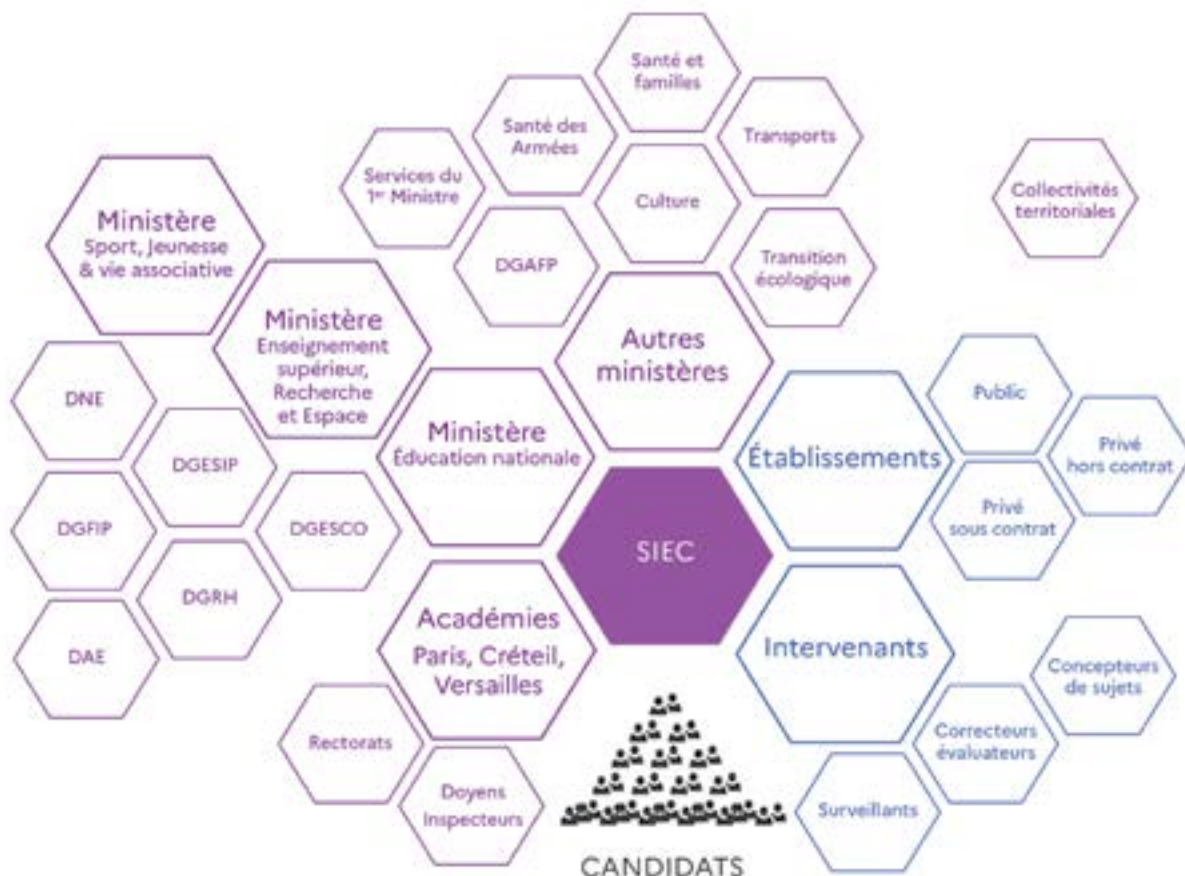 Santé et
familles
Santé des
Armées
Transports
Services du
1er Ministre
Culture
Collectivités
territoriales
Ministère
Sport, Jeunesse
& vie associative
DGAFP
Transition
écologique
Ministère
Enseignement
supérieur,
Recherche
et Espace
Autres
ministères
DNE
Public
DGESIP
Ministère
Éducation nationale
Établissements
Privé
hors contrat
DGFIP
DGESCO
SIEC
Privé
sous contrat
DGRH
DAE
Académies
Paris, Créteil,
Versailles
Intervenants
Concepteurs
de sujets
Rectorats
Correcteurs
évaluateurs
Doyens
Inspecteurs
Surveillants
CANDIDATS